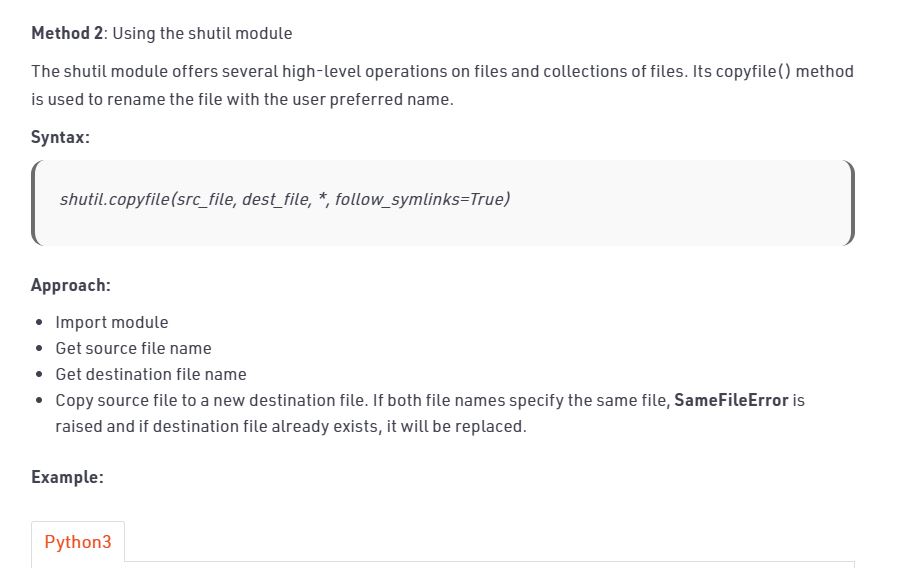 Method 2: Using the shutil module
The shutil module offers several high-level operations on files and collections of files. Its copyfile() method
is used to rename the file with the user preferred name.
Syntax:
shutil.copyfile(src_file, dest_file, *, follow_symlinks=True)
Approach:
• Import module
• Get source file name
• Get destination file name
• Copy source file to a new destination file. If both file names specify the same file, SameFileError is
raised and if destination file already exists, it will be replaced.
Example:
Python3